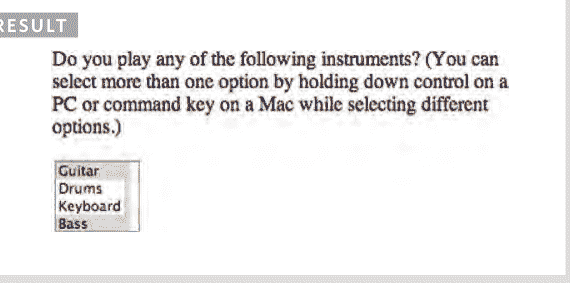 RESULT
Do you play any of the following instruments? (You can
select more than one option by holding down control on a
PC or command key on a Mac while selecting different
options.)
Guitar
Drums
Keyboard
Bass